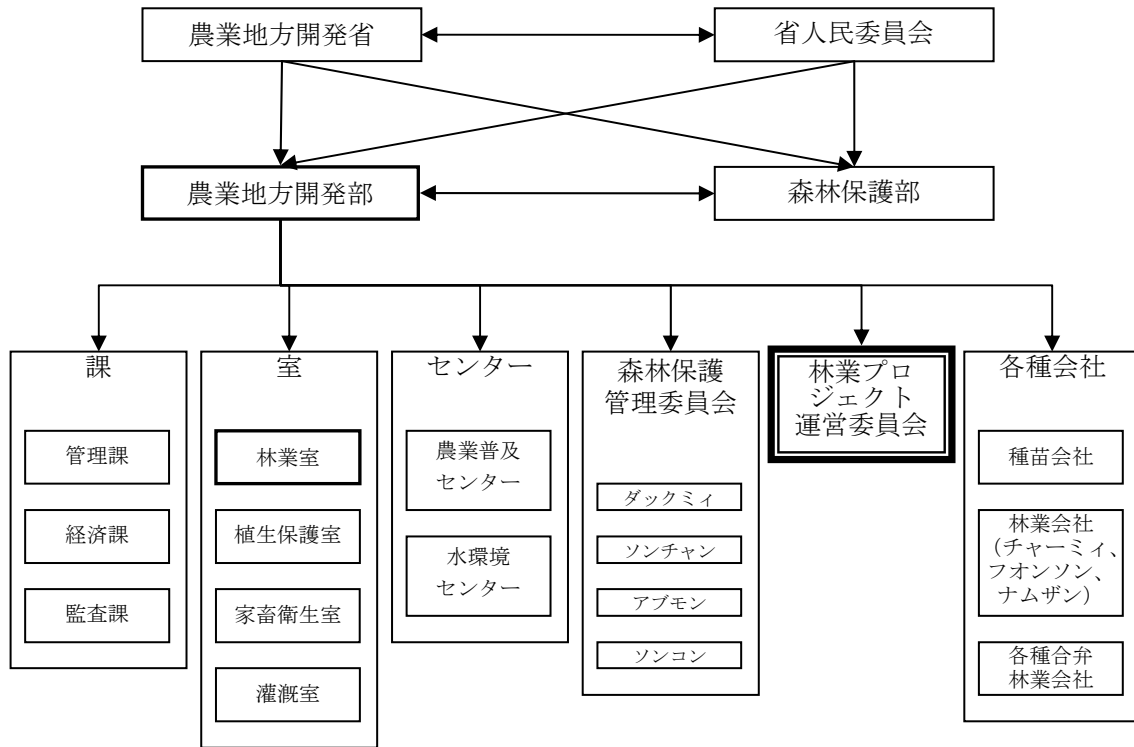 農業地方開発省
省人民委員会
農業地方開発部
森林保護部
課
管理課
経済課
監査課
室
林業室
植生保護室
家畜衛生室
灌漑室
センター
農業普及
センター
水環境
センター
森林保護
管理委員会
ダックミィ
ソンチャン
アブモン
ソンコン
林業プロ
ジェクト
運営委員会
各種会社
種苗会社
林業会社
（チャーミィ、
フオンソン、
ナムザン）
各種合弁
林業会社